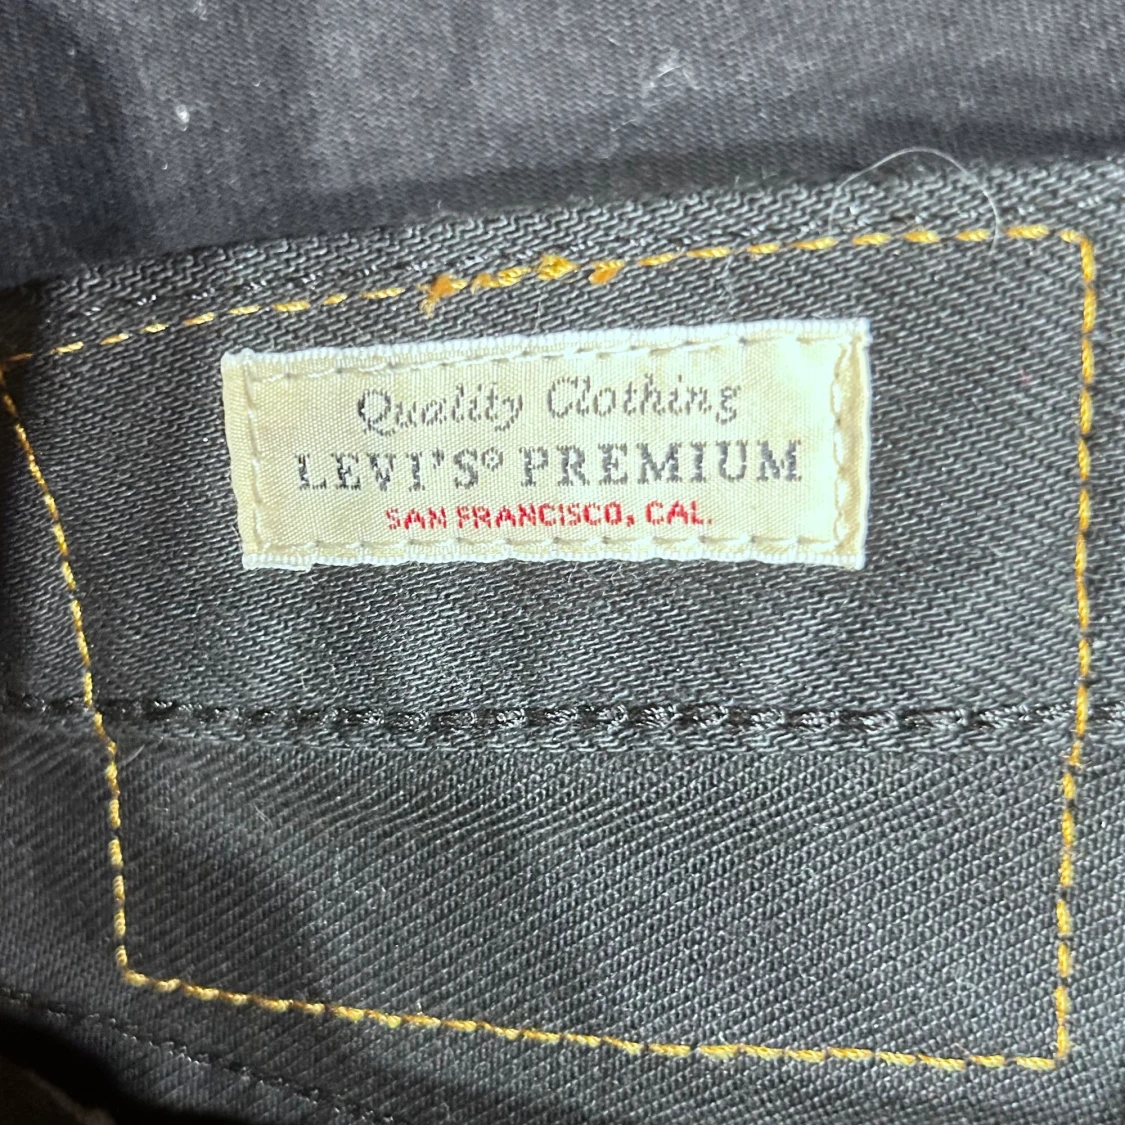 Quality Clothing
LEVI'S® PREMIUM
SAN FRANCISCO, CAL.